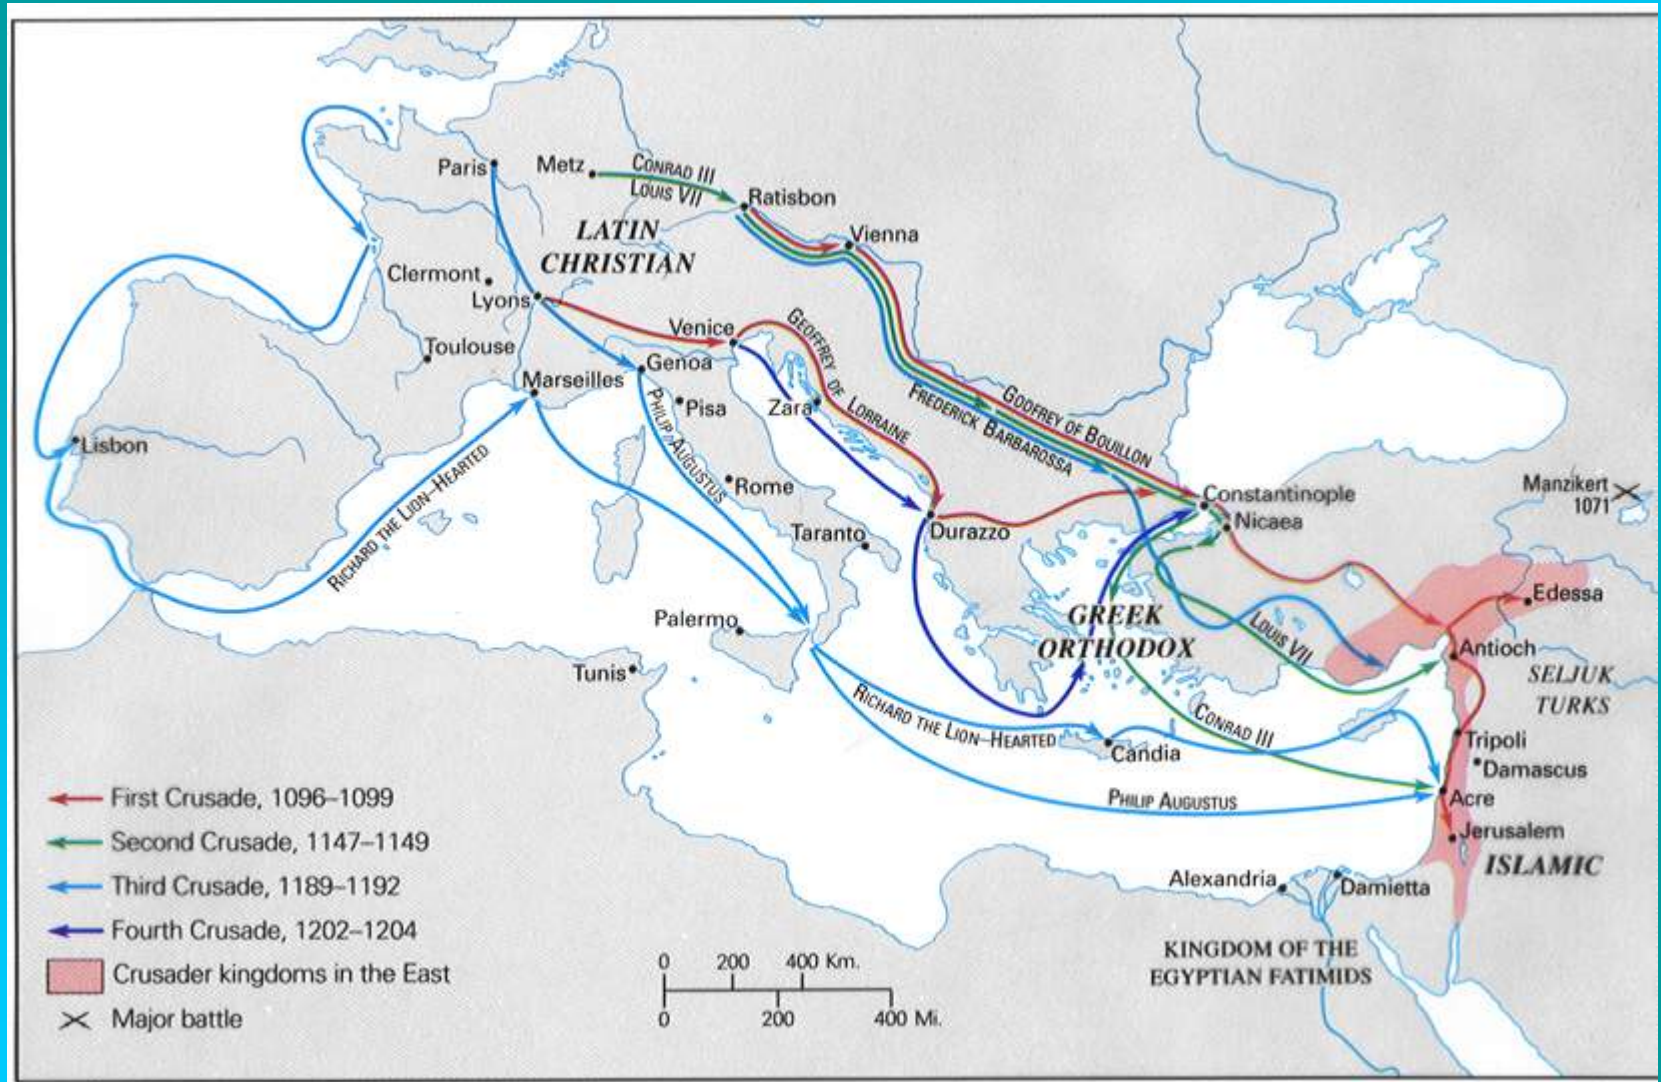 Paris
Metz
CONRAD III
LOUIS VII
Ratisbon
Vienna
LATIN
CHRISTIAN
Clermont
Lyons
Toulouse
Venice
GEOFFREY OF LORRAINE
Genoa
Marseilles
Pisa
Zara
PHILIP AUGUSTUS
FREDERICK BARBAROSSA
GODFREY OF BOUILLON
Lisbon
RICHARD THE LION–HEARTED
Rome
Constantinople
Nicaea
Manzikert
1071
Taranto
Durazzo
Edessa
Palermo
GREEK
ORTHODOX
LOUIS VII
Antioch
Tunis
SELJUK
TURKS
RICHARD THE LION–HEARTED
CONRAD III
Candia
Tripoli
Damascus
PHILIP AUGUSTUS
Acre
Jerusalem
ISLAMIC
Alexandria
Damietta
KINGDOM OF THE
EGYPTIAN FATIMIDS
First Crusade, 1096–1099
Second Crusade, 1147–1149
Third Crusade, 1189–1192
Fourth Crusade, 1202–1204
Crusader kingdoms in the East
Major battle
0 200 400 Km.
0 200 400 Mi.